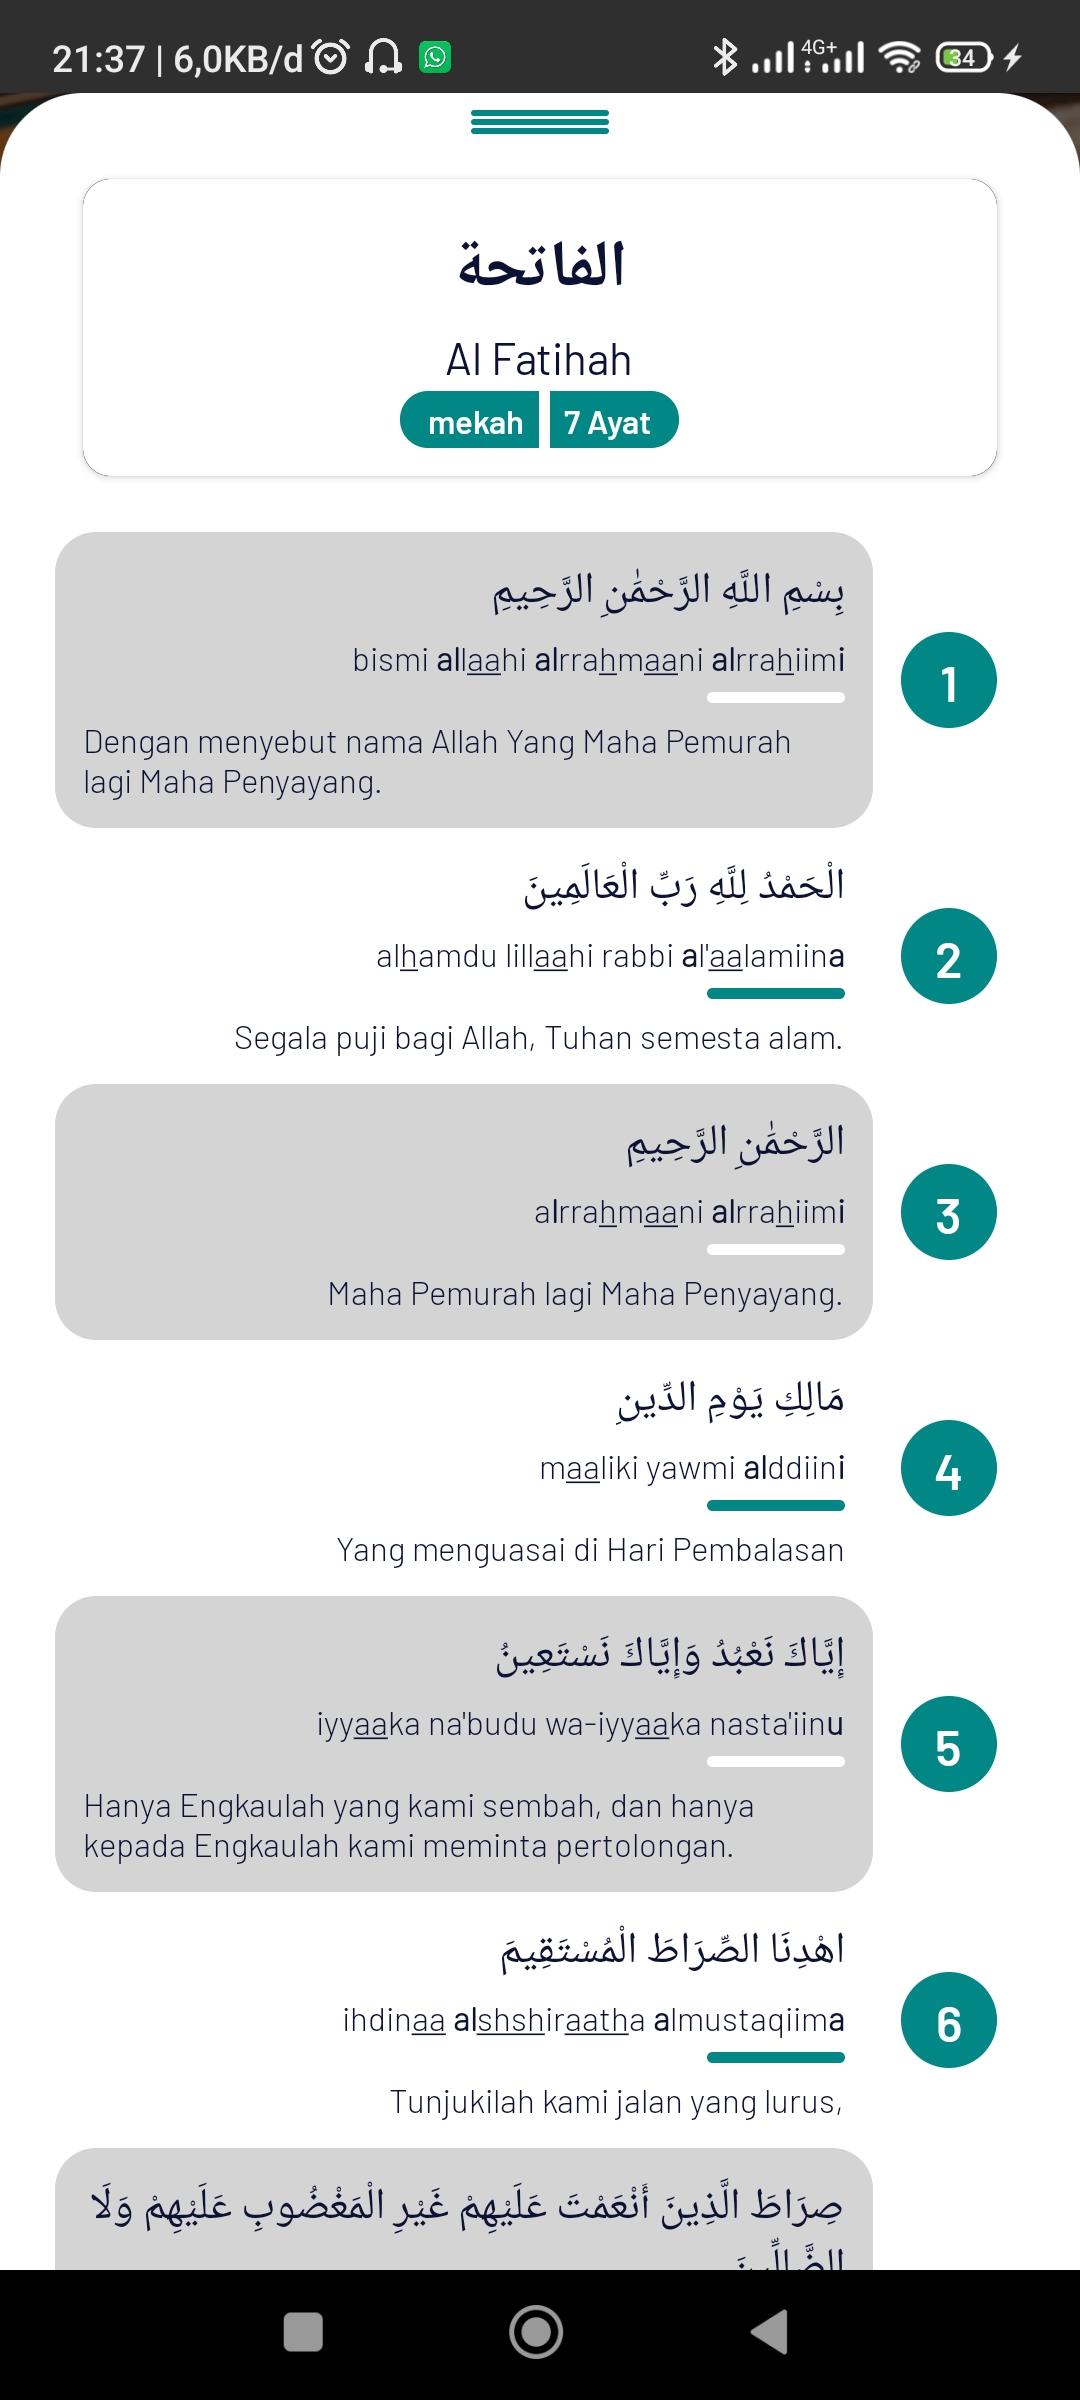 21:37 | 6,0KB/d
4G+
34
الفاتحة
Al Fatihah
mekah
7 Ayat
بِسْمِ اللَّهِ الرَّحْمَٰنِ الرَّحِيمِ
bismi allaahi alrrahmaani alrrahiimi
1
Dengan menyebut nama Allah Yang Maha Pemurah
lagi Maha Penyayang.
الْحَمْدُ لِلَّهِ رَبِّ الْعَالَمِينَ
alhamdu lillaahi rabbi al'aalamiina
2
Segala puji bagi Allah, Tuhan semesta alam.
الرَّحْمَٰنِ الرَّحِيمِ
alrrahmaani alrrahiimi
3
Maha Pemurah lagi Maha Penyayang.
مَالِكِ يَوْمِ الدِّينِ
maaliki yawmi alddiini
4
Yang menguasai di Hari Pembalasan
إِيَّاكَ نَعْبُدُ وَإِيَّاكَ نَسْتَعِينُ
iyyaaka na'budu wa-iyyaaka nasta'iinu
5
Hanya Engkaulah yang kami sembah, dan hanya
kepada Engkaulah kami meminta pertolongan.
اهْدِنَا الصِّرَاطَ الْمُسْتَقِيمَ
ihdinaa alshshiraatha almustaqiima
6
Tunjukilah kami jalan yang lurus,
صِرَاطَ الَّذِينَ أَنْعَمْتَ عَلَيْهِمْ غَيْرِ الْمَغْضُوبِ عَلَيْهِمْ وَلَا
الضَّالِّينَ